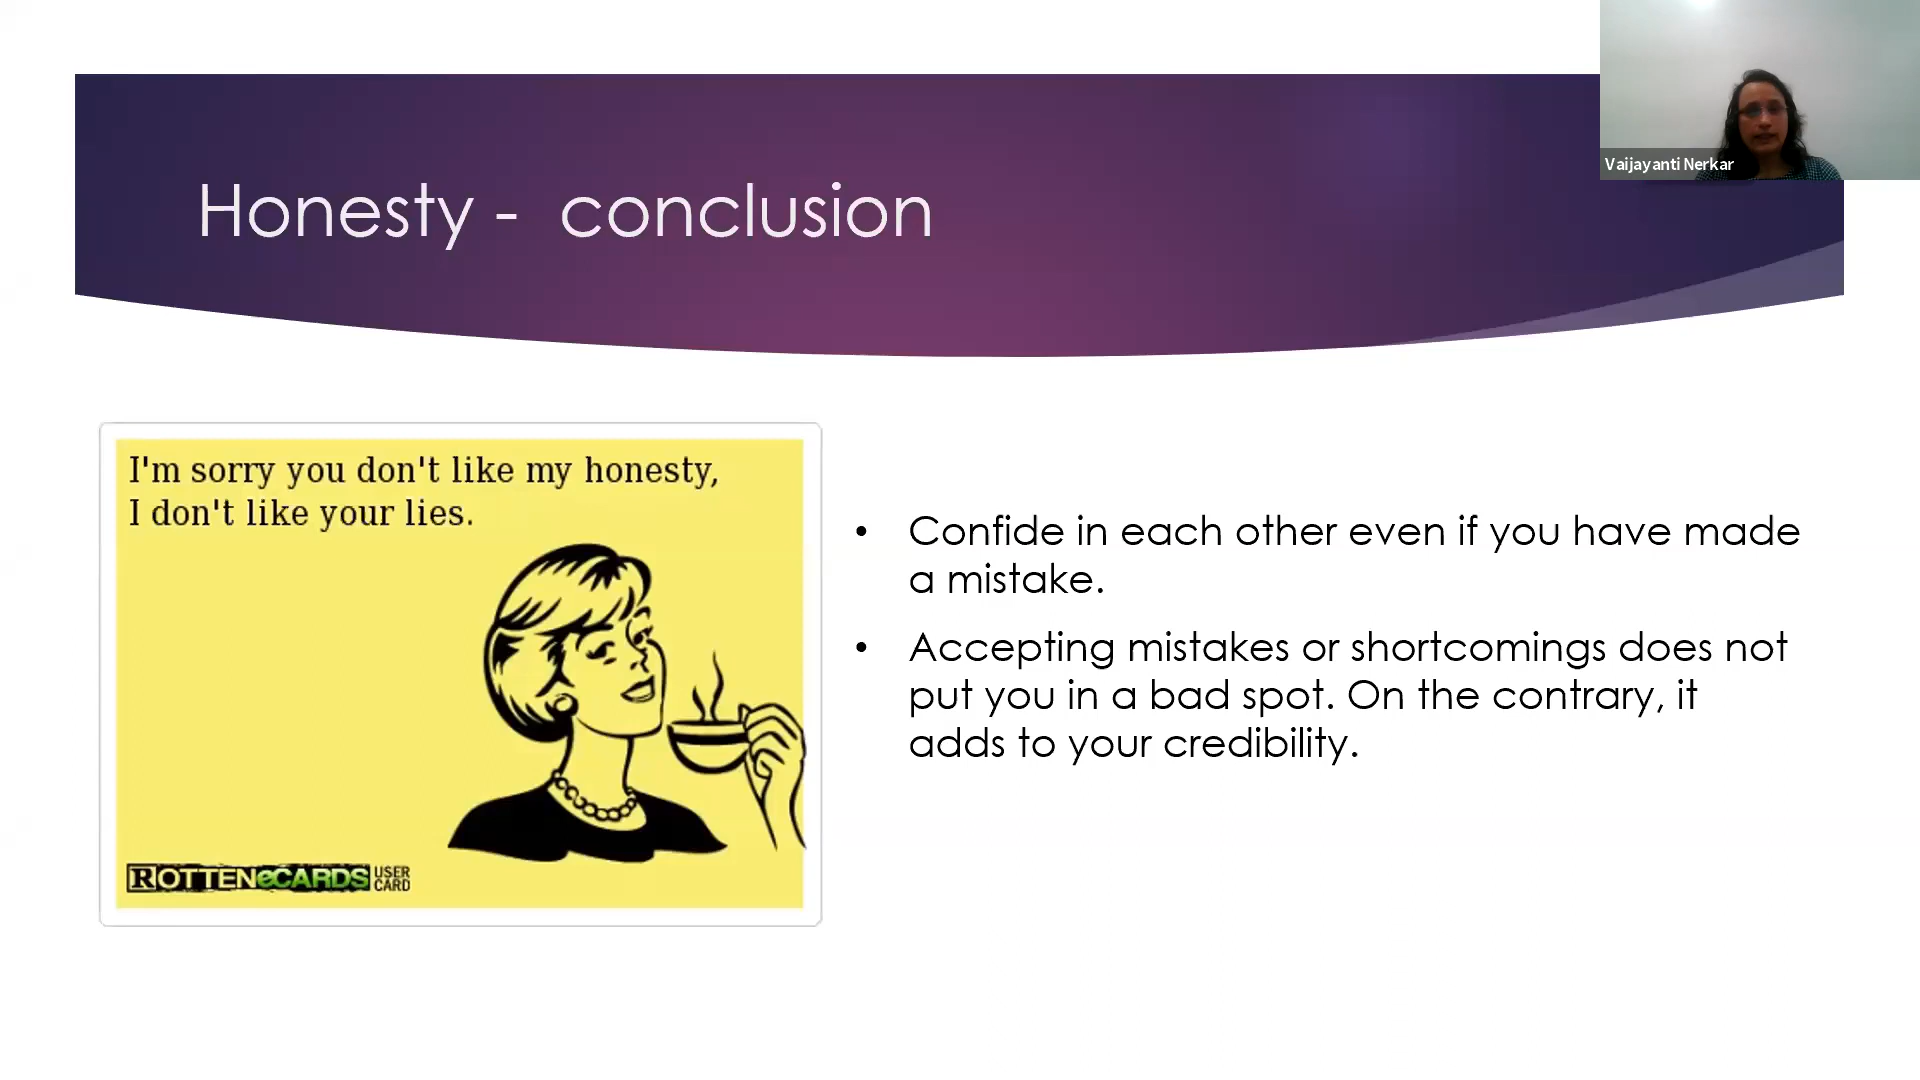 Vaijayanti Nerkar
Honesty -  conclusion
I'm sorry you don't like my honesty,
I don't like your lies.
ROTTENeCARDS USER
CARD
• Confide in each other even if you have made
a mistake.
• Accepting mistakes or shortcomings does not
put you in a bad spot. On the contrary, it
adds to your credibility.